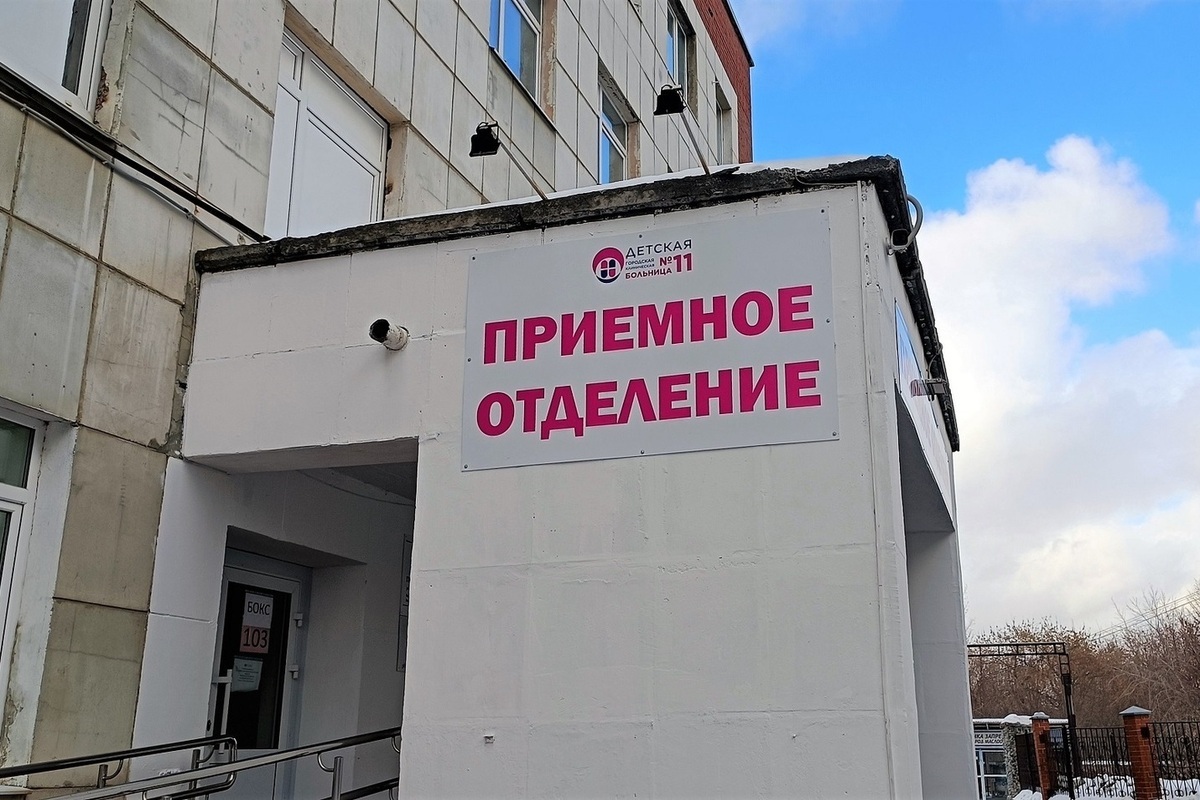 ДЕТСКАЯ
ГОРОДСКАЯ
КЛИНИЧЕСКАЯ
БОЛЬНИЦА №11
ПРИЕМНОЕ
ОТДЕЛЕНИЕ
БОКС
103